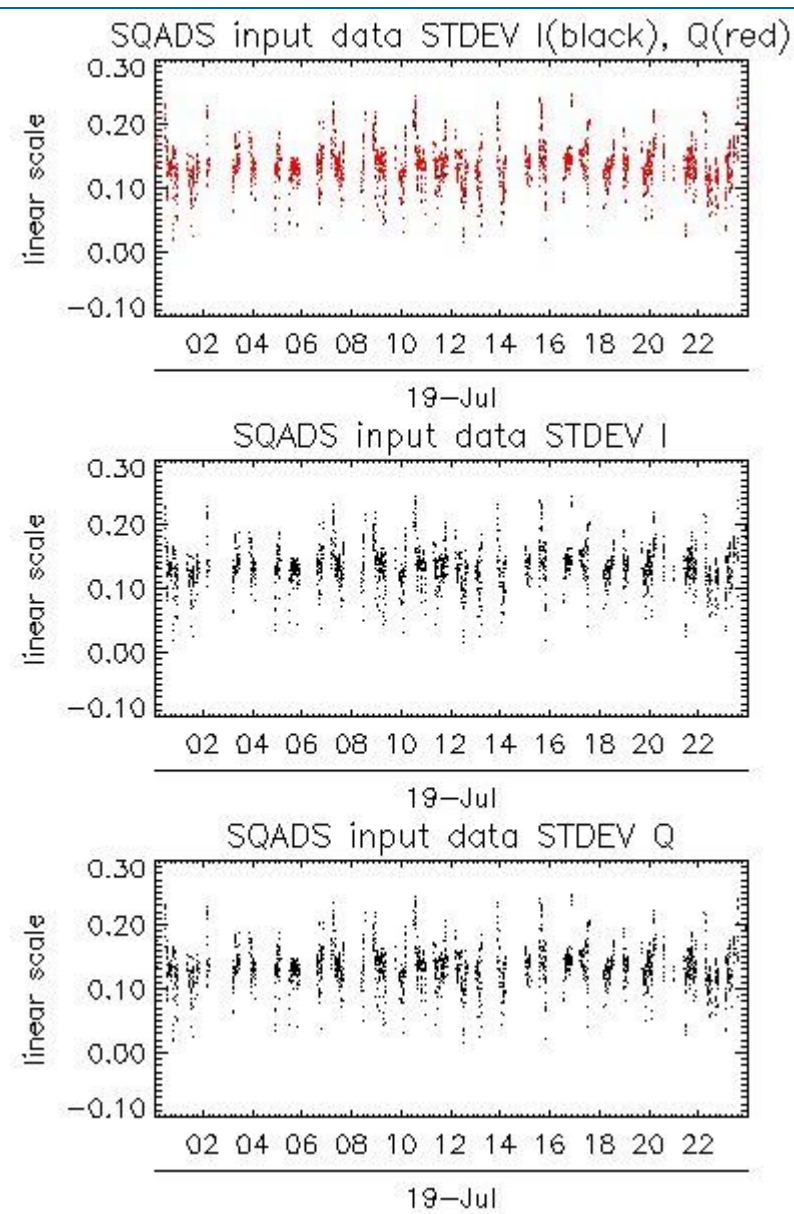 SQADS input data STDEV I(black), Q(red)
0.30
0.20
0.10
0.00
−0.10
linear scale
02 04 06 08 10 12 14 16 18 20 22
19−Jul
SQADS input data STDEV I
0.30
0.20
0.10
0.00
−0.10
linear scale
02 04 06 08 10 12 14 16 18 20 22
19−Jul
SQADS input data STDEV Q
0.30
0.20
0.10
0.00
−0.10
linear scale
02 04 06 08 10 12 14 16 18 20 22
19−Jul